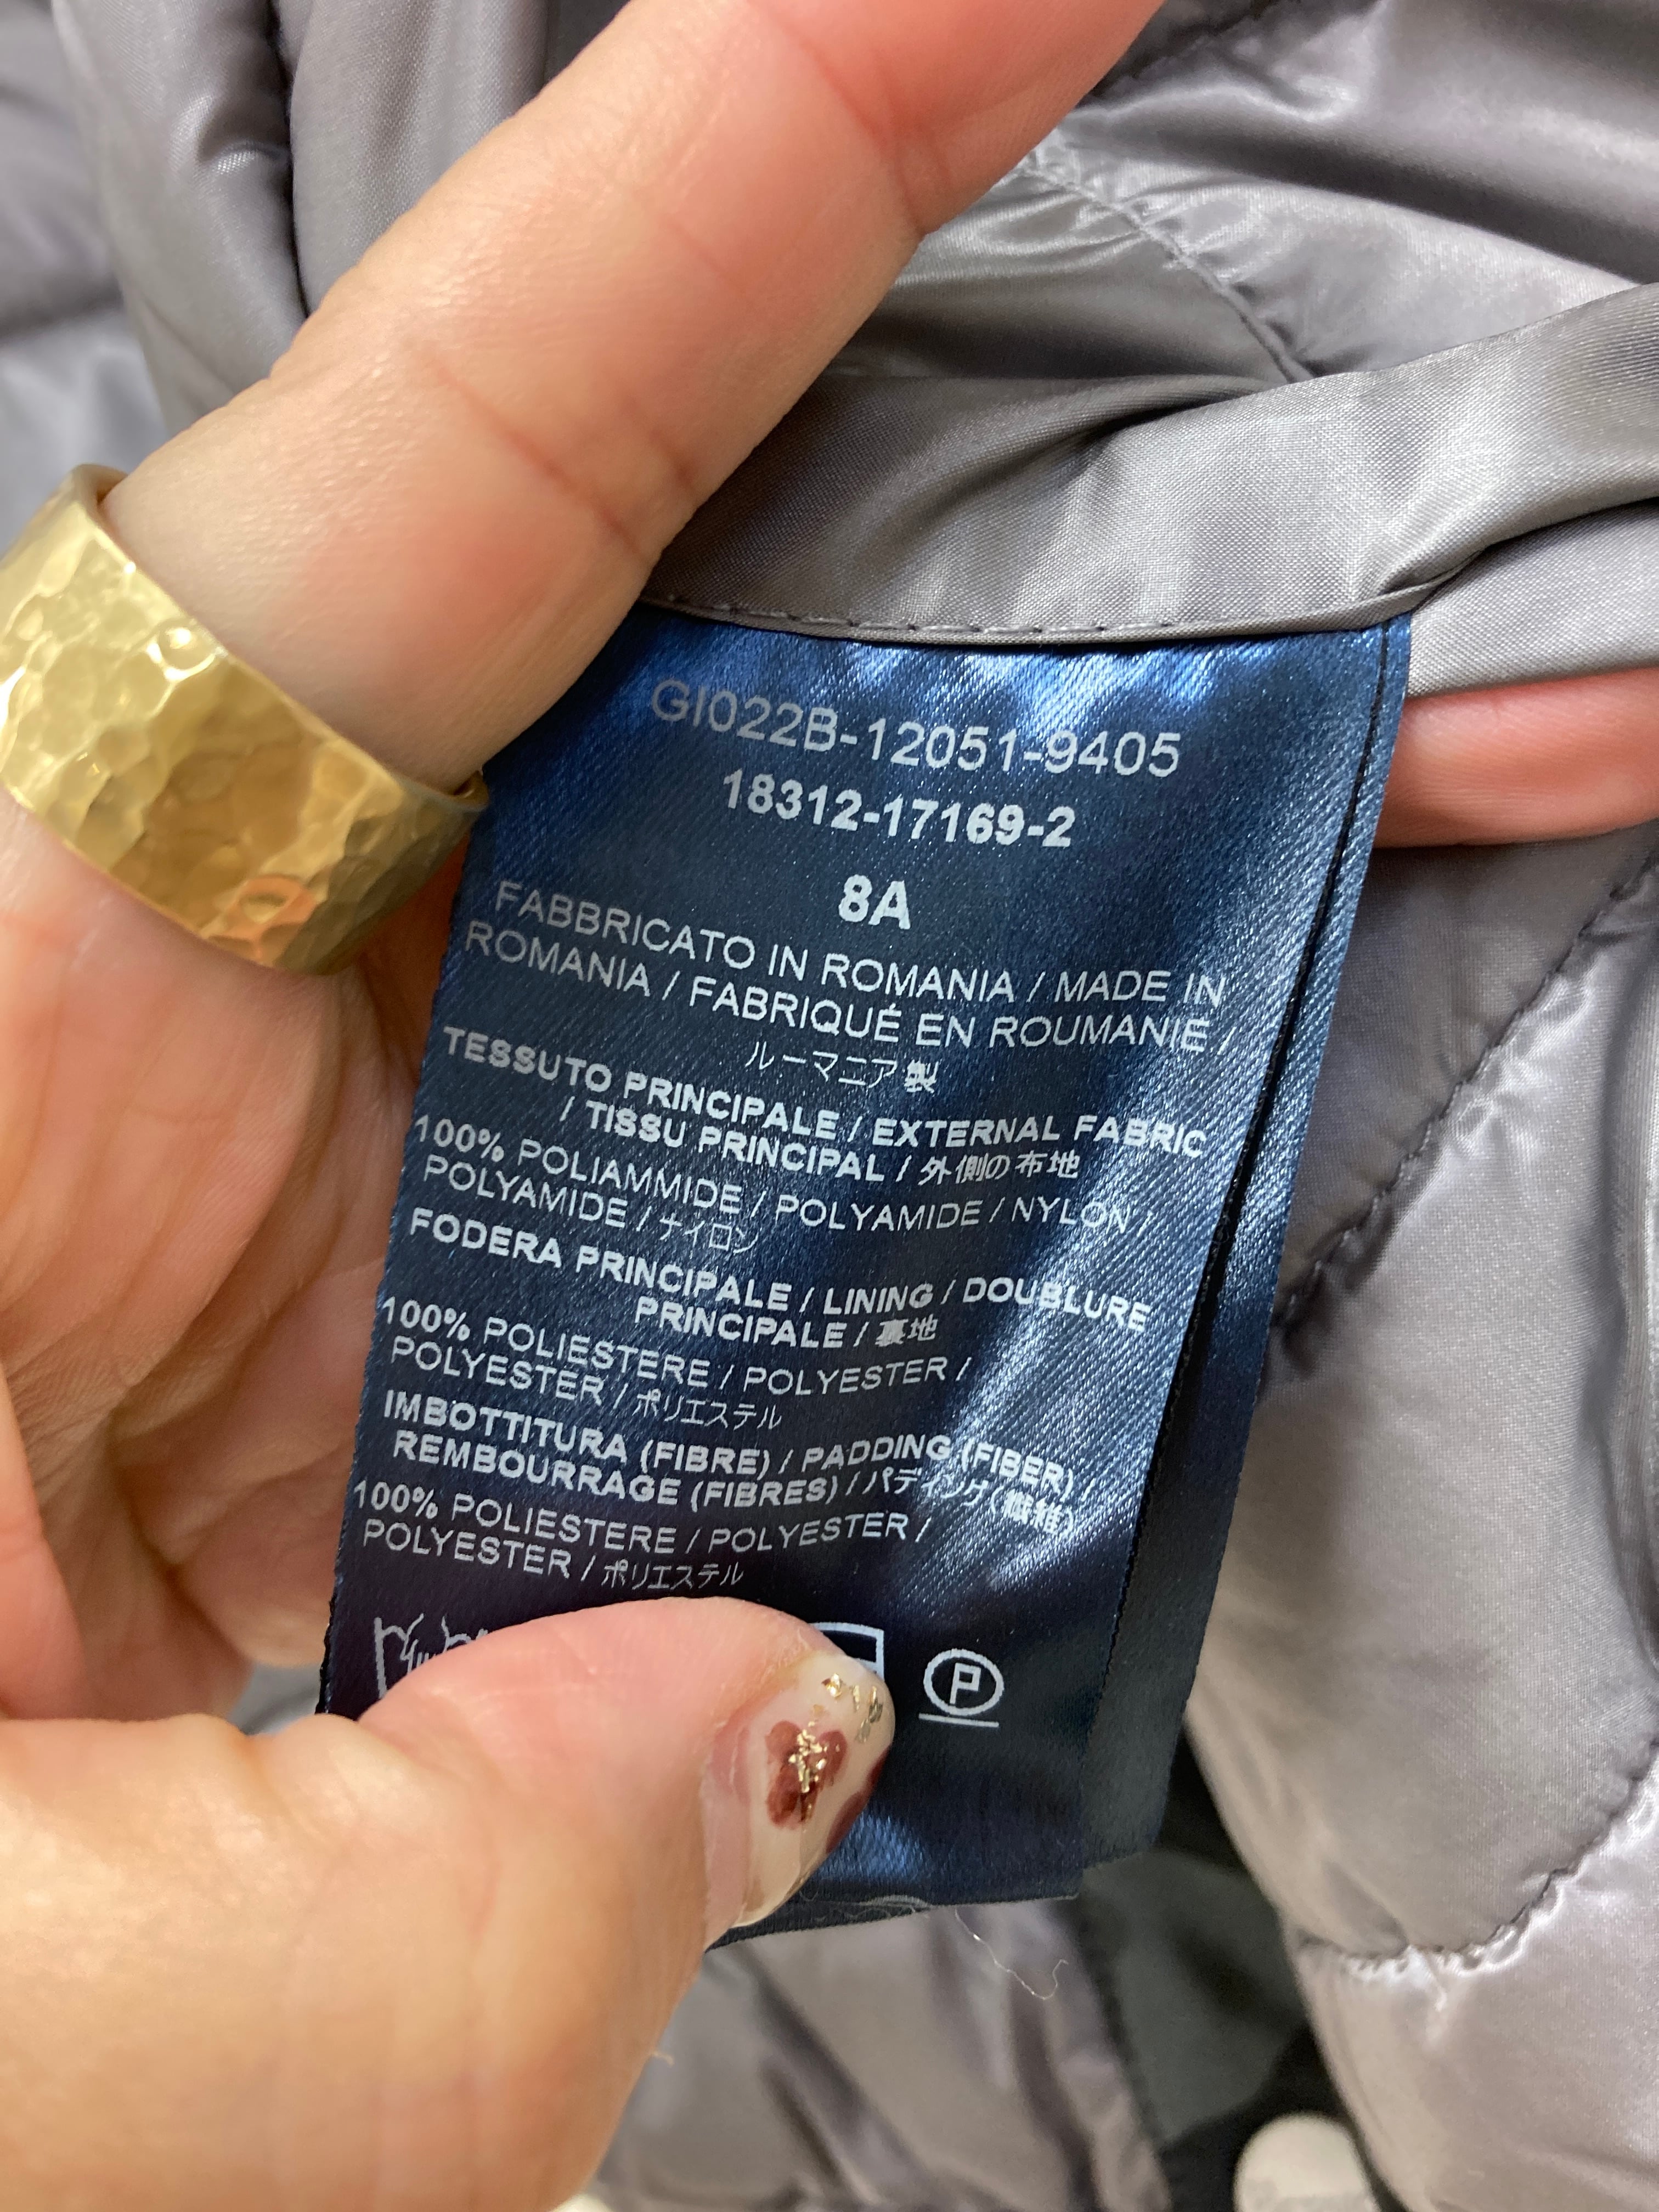 GI022B-12051-9405
18312-17169-2
8A
FABBRICATO IN ROMANIA / MADE IN
ROMANIA / FABRIQUÉ EN ROUMANIE /
ルーマニア製
TESSUTO PRINCIPALE / EXTERNAL FABRIC
/ TISSU PRINCIPAL / 外側の布地
100% POLIAMMIDE / POLYAMIDE / NYLON /
POLYAMIDE / ナイロン
FODERA PRINCIPALE / LINING / DOUBLURE
PRINCIPALE / 裏地
100% POLIESTERE / POLYESTER /
POLYESTER / ポリエステル
IMBOTTITURA (FIBRE) / PADDING (FIBER) /
REMBOURRAGE (FIBRES) / パディング(繊維)
100% POLIESTERE / POLYESTER /
POLYESTER / ポリエステル
P